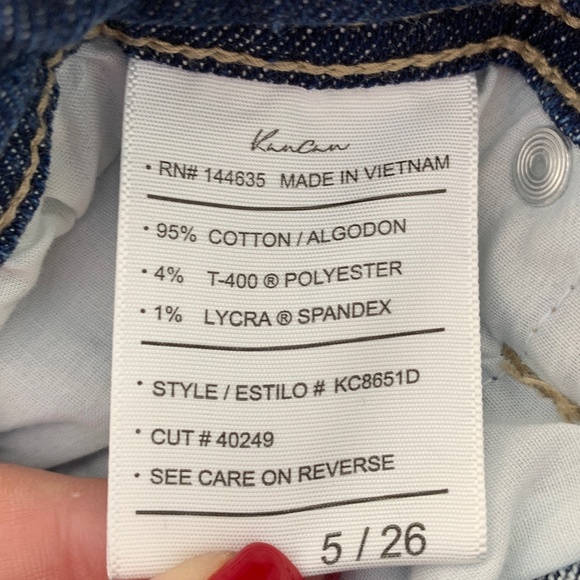 KanCan
• RN# 144635 MADE IN VIETNAM
• 95% COTTON / ALGODON
• 4% T-400 ® POLYESTER
• 1% LYCRA ® SPANDEX
• STYLE / ESTILO # KC8651D
• CUT # 40249
• SEE CARE ON REVERSE
5 / 26